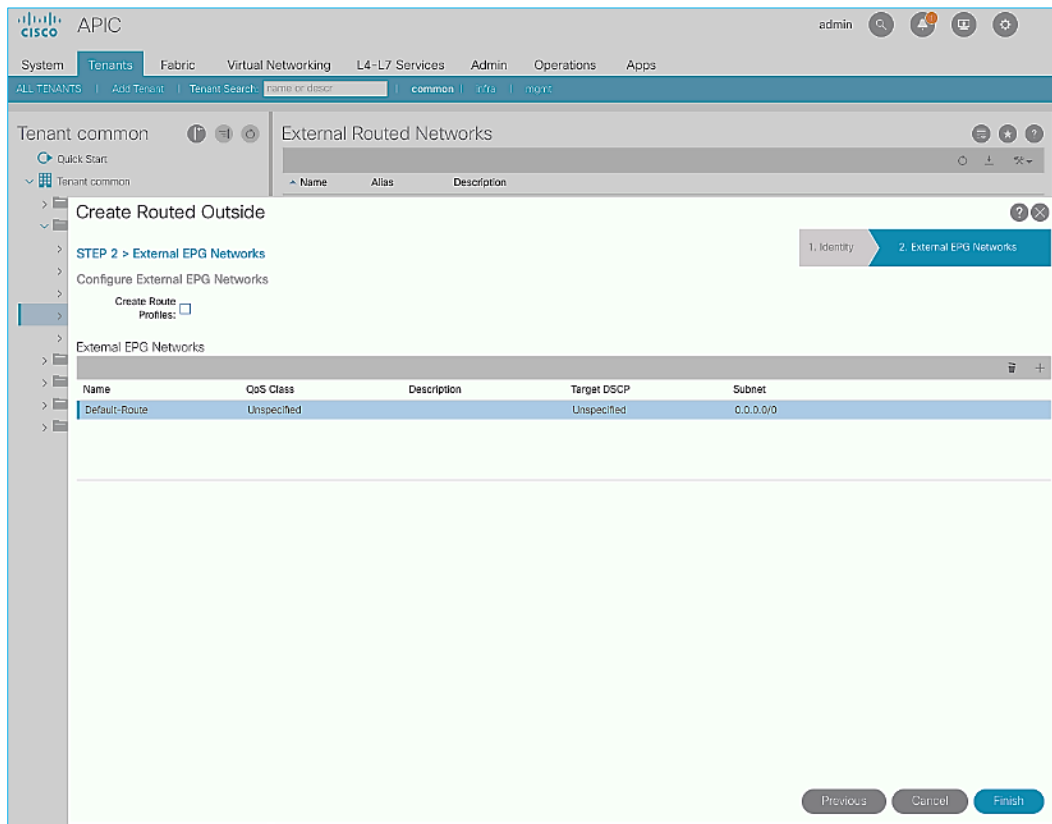 CISCO APIC
admin
System Tenants Fabric Virtual Networking L4-L7 Services Admin Operations Apps
ALL TENANTS | Add Tenant | Tenant Search: name or descr | common | infra | mgmt
Tenant common
External Routed Networks
Quick Start
Name Alias Description
Tenant common
Create Routed Outside
STEP 2 > External EPG Networks
1. Identity
2. External EPG Networks
Configure External EPG Networks
Create Route
Profiles:
External EPG Networks
Name QoS Class Description Target DSCP Subnet
Default-Route Unspecified Unspecified 0.0.0.0/0
Previous Cancel Finish